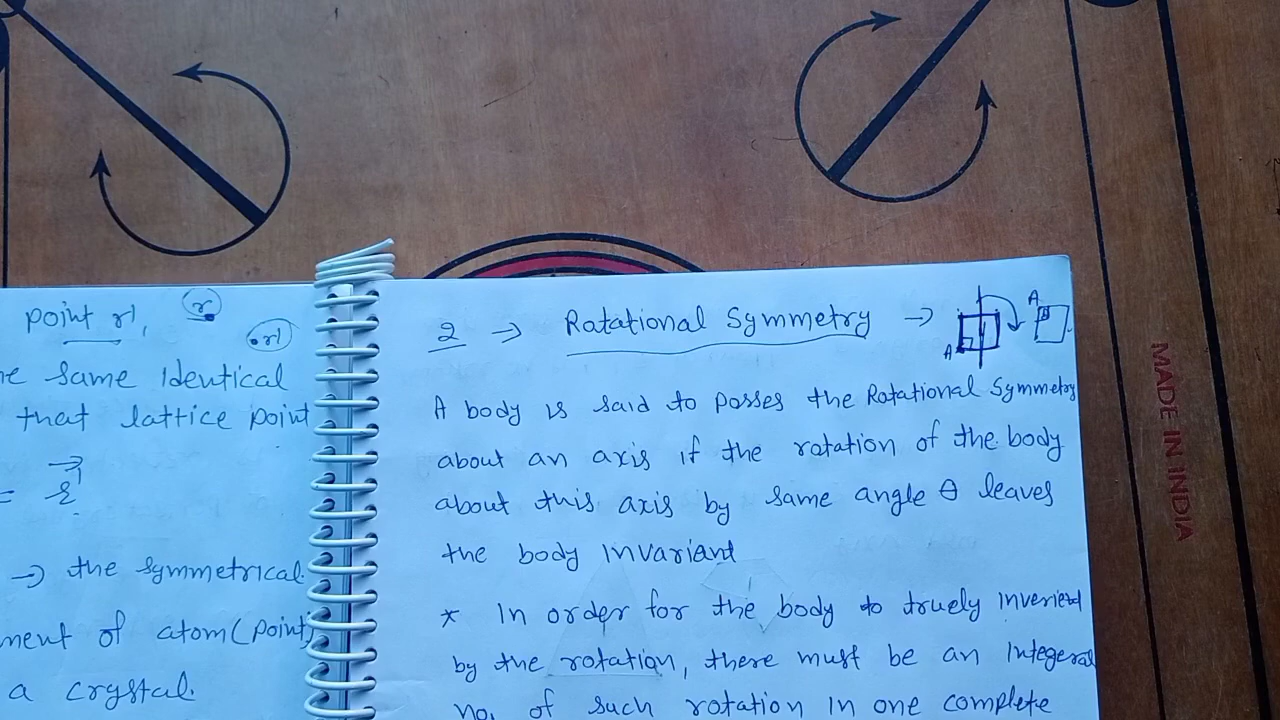 point r',
r
r'
same identical
that lattice point
= r'
→ the symmetrical
ment of atom (point)
a crystal.
2 → Ratational Symmetry →
A
A
B
A body is said to posses the Rotational Symmetry
about an axis if the rotation of the body
about this axis by same angle θ leaves
the body invariant
* In order for the body to truely
by the rotation, there must be an Integeral
no. of such rotation in one complete
MADE IN INDIA